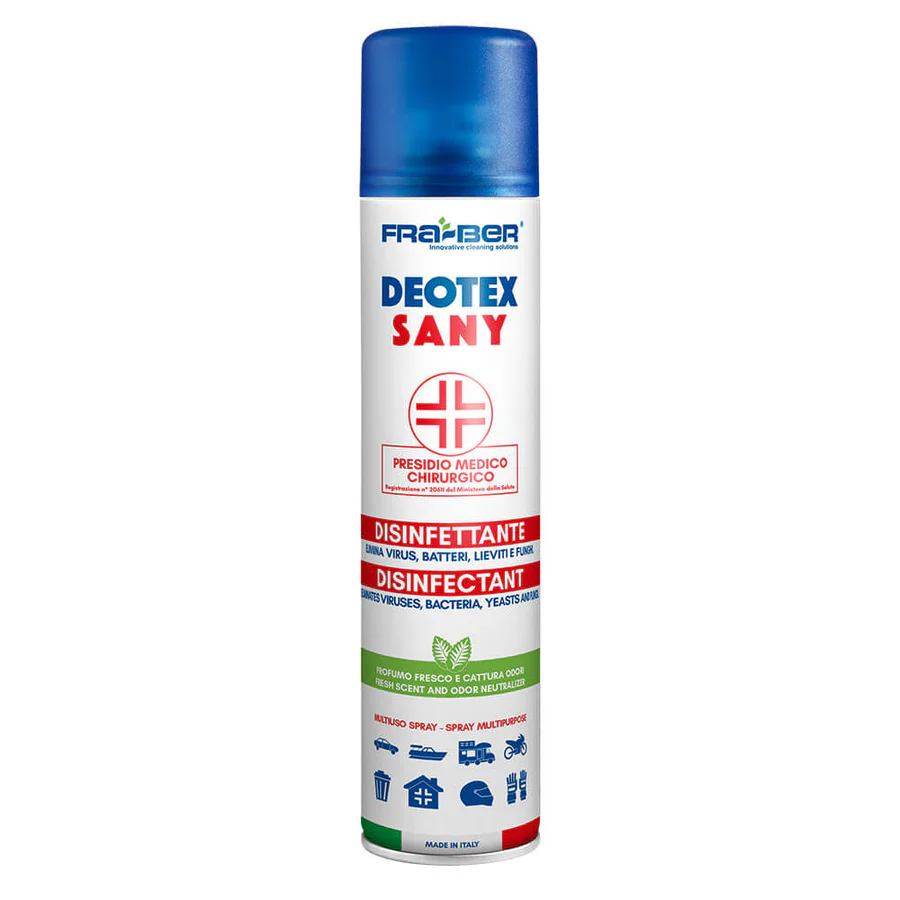 FRA-BER®
Innovative cleaning solutions
DEOTEX
SANY
PRESIDIO MEDICO
CHIRURGICO
Registrazione n° 20611 del Ministero della Salute
DISINFETTANTE
ELIMINA VIRUS, BATTERI, LIEVITI E FUNGHI.
DISINFECTANT
ELIMINATES VIRUSES, BACTERIA, YEASTS AND FUNGI.
PROFUMO FRESCO E CATTURA ODORI
FRESH SCENT AND ODOR NEUTRALIZER
MULTIUSO SPRAY - SPRAY MULTIPURPOSE
MADE IN ITALY